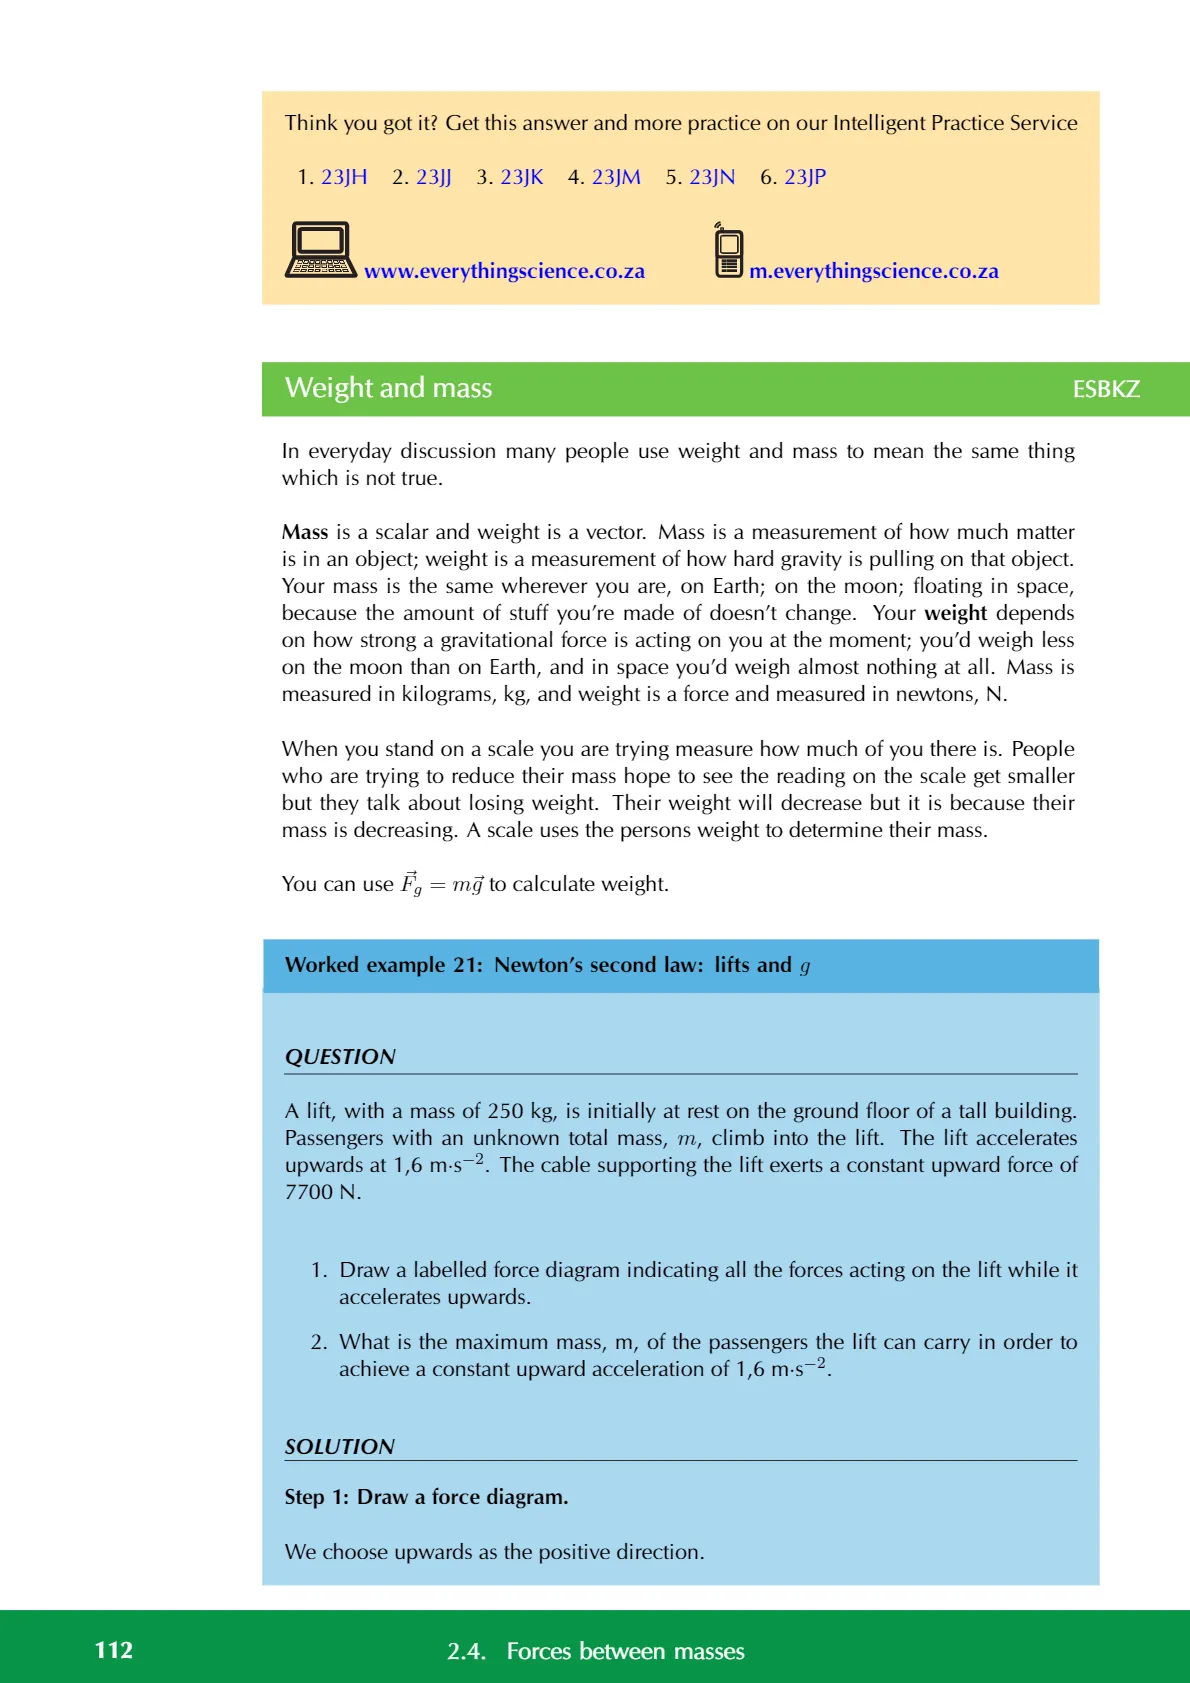 Think you got it? Get this answer and more practice on our Intelligent Practice Service
1. 23JH 2. 23JJ 3. 23JK 4. 23JM 5. 23JN 6. 23JP
www.everythingscience.co.za m.everythingscience.co.za
Weight and mass ESBKZ
In everyday discussion many people use weight and mass to mean the same thing
which is not true.
Mass is a scalar and weight is a vector. Mass is a measurement of how much matter
is in an object; weight is a measurement of how hard gravity is pulling on that object.
Your mass is the same wherever you are, on Earth; on the moon; floating in space,
because the amount of stuff you're made of doesn't change. Your weight depends
on how strong a gravitational force is acting on you at the moment; you'd weigh less
on the moon than on Earth, and in space you'd weigh almost nothing at all. Mass is
measured in kilograms, kg, and weight is a force and measured in newtons, N.
When you stand on a scale you are trying measure how much of you there is. People
who are trying to reduce their mass hope to see the reading on the scale get smaller
but they talk about losing weight. Their weight will decrease but it is because their
mass is decreasing. A scale uses the persons weight to determine their mass.
You can use $\vec{F}_g = m\vec{g}$ to calculate weight.
Worked example 21: Newton's second law: lifts and g
QUESTION
A lift, with a mass of 250 kg, is initially at rest on the ground floor of a tall building.
Passengers with an unknown total mass, m, climb into the lift. The lift accelerates
upwards at 1,6 m·s⁻². The cable supporting the lift exerts a constant upward force of
7700 N.
1. Draw a labelled force diagram indicating all the forces acting on the lift while it
accelerates upwards.
2. What is the maximum mass, m, of the passengers the lift can carry in order to
achieve a constant upward acceleration of 1,6 m·s⁻².
SOLUTION
Step 1: Draw a force diagram.
We choose upwards as the positive direction.
112 2.4. Forces between masses